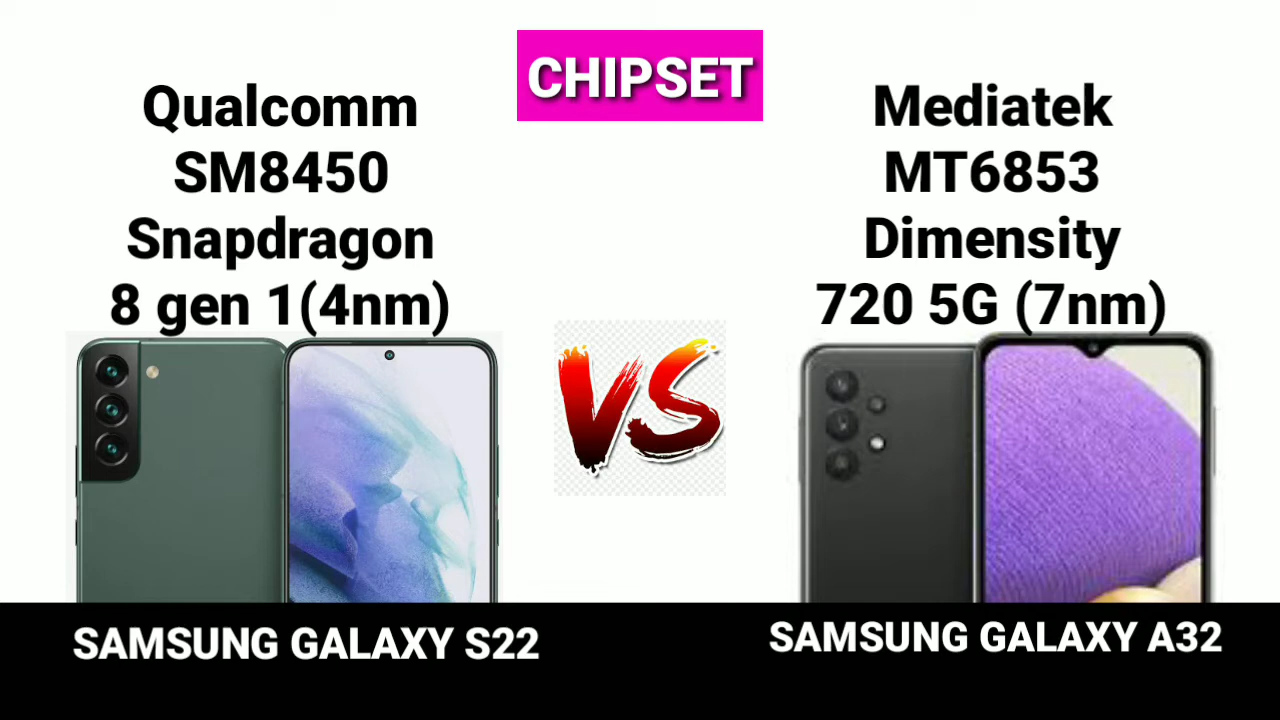 CHIPSET
Qualcomm
SM8450
Snapdragon
8 gen 1(4nm)
Mediatek
MT6853
Dimensity
720 5G (7nm)
VS
SAMSUNG GALAXY S22
SAMSUNG GALAXY A32